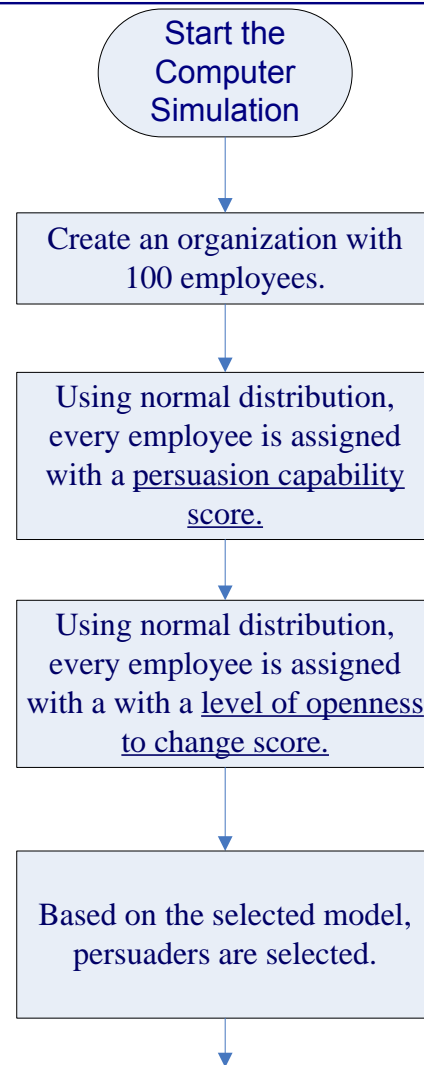 Start the
Computer
Simulation
Create an organization with
100 employees.
Using normal distribution,
every employee is assigned
with a persuasion capability
score.
Using normal distribution,
every employee is assigned
with a with a level of openness
to change score.
Based on the selected model,
persuaders are selected.